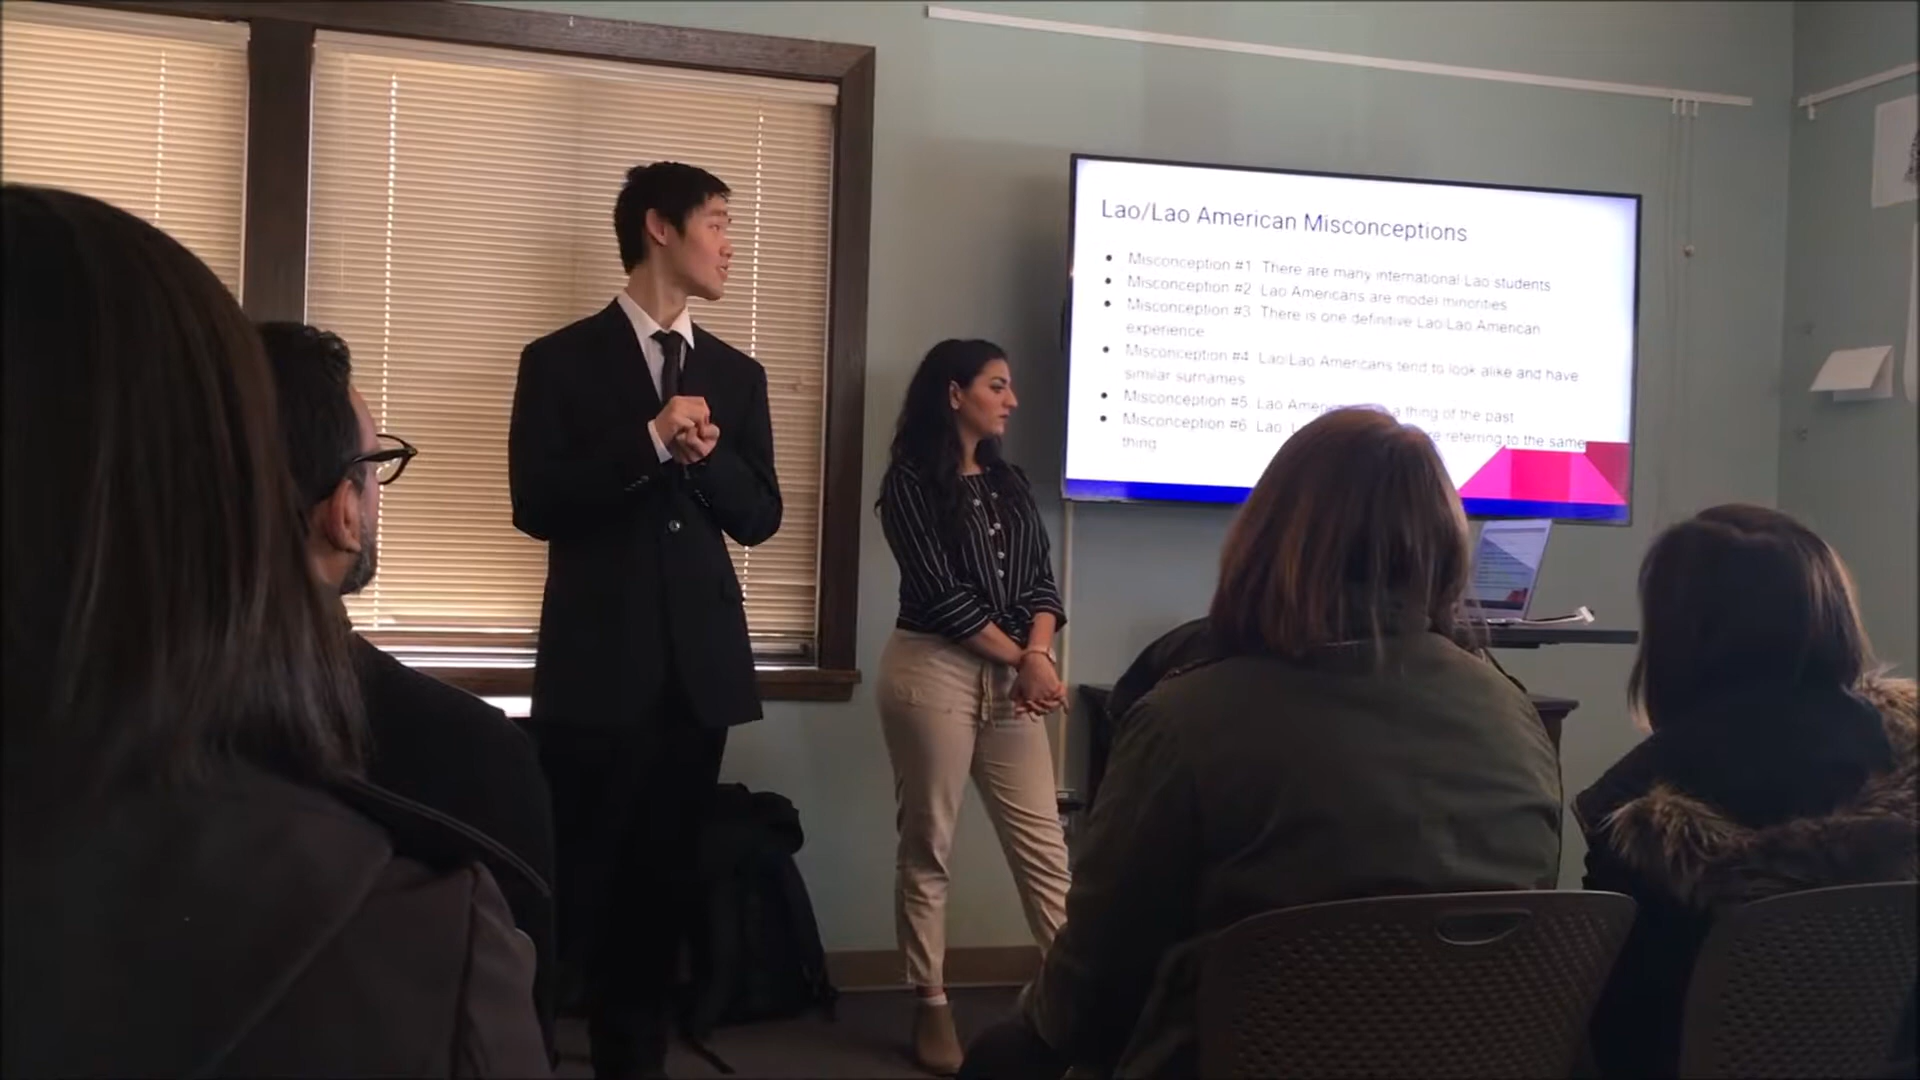 Lao/Lao American Misconceptions
Misconception #1: There are many international Lao students
Misconception #2: Lao Americans are model minorities
Misconception #3: There is one definitive Lao/Lao American
experience
Misconception #4: Lao/Lao Americans tend to look alike and have
similar surnames
Misconception #5: Lao a thing of the past
Misconception #6: Lao, referring to the same
thing